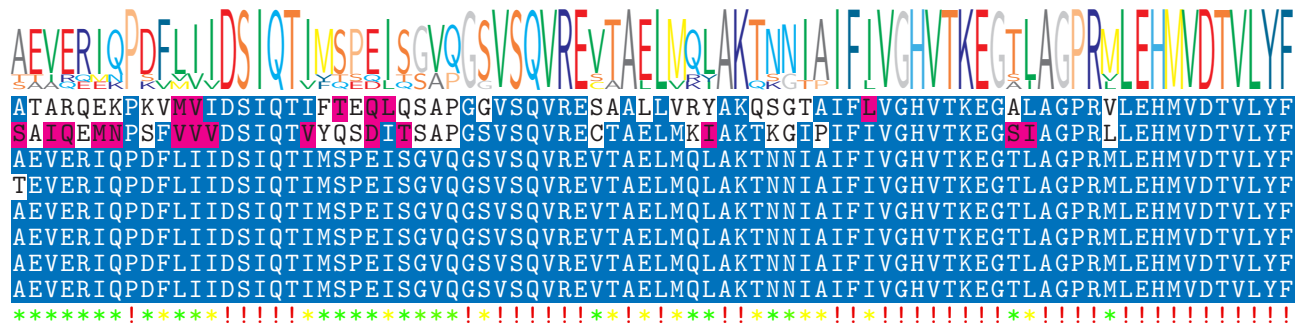 AEVERIQPDFLIIDSIQTIMSPEISGVQGSVSQVREVTAELMQLAKTNNIAIFIVGHVTKEGTLAGPRMLEHMVDTVLYF
ATARQEKPKVMVIDSIQTIFTEQLQSAPGGVSQVRESAALLVRYAKQSGTAIFLVGHVTKEGALAGPRVLEHMVDTVLYF
SAIQEMNPSFVVVDSIQTVYQSDITSAPGSVSQVRECTAELMKIAKTKGIPIFIVGHVTKEGSIAGPRLLEHMVDTVLYF
AEVERIQPDFLIIDSIQTIMSPEISGVQGSVSQVREVTAELMQLAKTNNIAIFIVGHVTKEGTLAGPRMLEHMVDTVLYF
TEVERIQPDFLIIDSIQTIMSPEISGVQGSVSQVREVTAELMQLAKTNNIAIFIVGHVTKEGTLAGPRMLEHMVDTVLYF
AEVERIQPDFLIIDSIQTIMSPEISGVQGSVSQVREVTAELMQLAKTNNIAIFIVGHVTKEGTLAGPRMLEHMVDTVLYF
AEVERIQPDFLIIDSIQTIMSPEISGVQGSVSQVREVTAELMQLAKTNNIAIFIVGHVTKEGTLAGPRMLEHMVDTVLYF
AEVERIQPDFLIIDSIQTIMSPEISGVQGSVSQVREVTAELMQLAKTNNIAIFIVGHVTKEGTLAGPRMLEHMVDTVLYF
AEVERIQPDFLIIDSIQTIMSPEISGVQGSVSQVREVTAELMQLAKTNNIAIFIVGHVTKEGTLAGPRMLEHMVDTVLYF
*******!*****!!!!!**********!*!!!!!!**!*!***!!*****!!*!!!!!!!!**!!!!*!!!!!!!!!!!